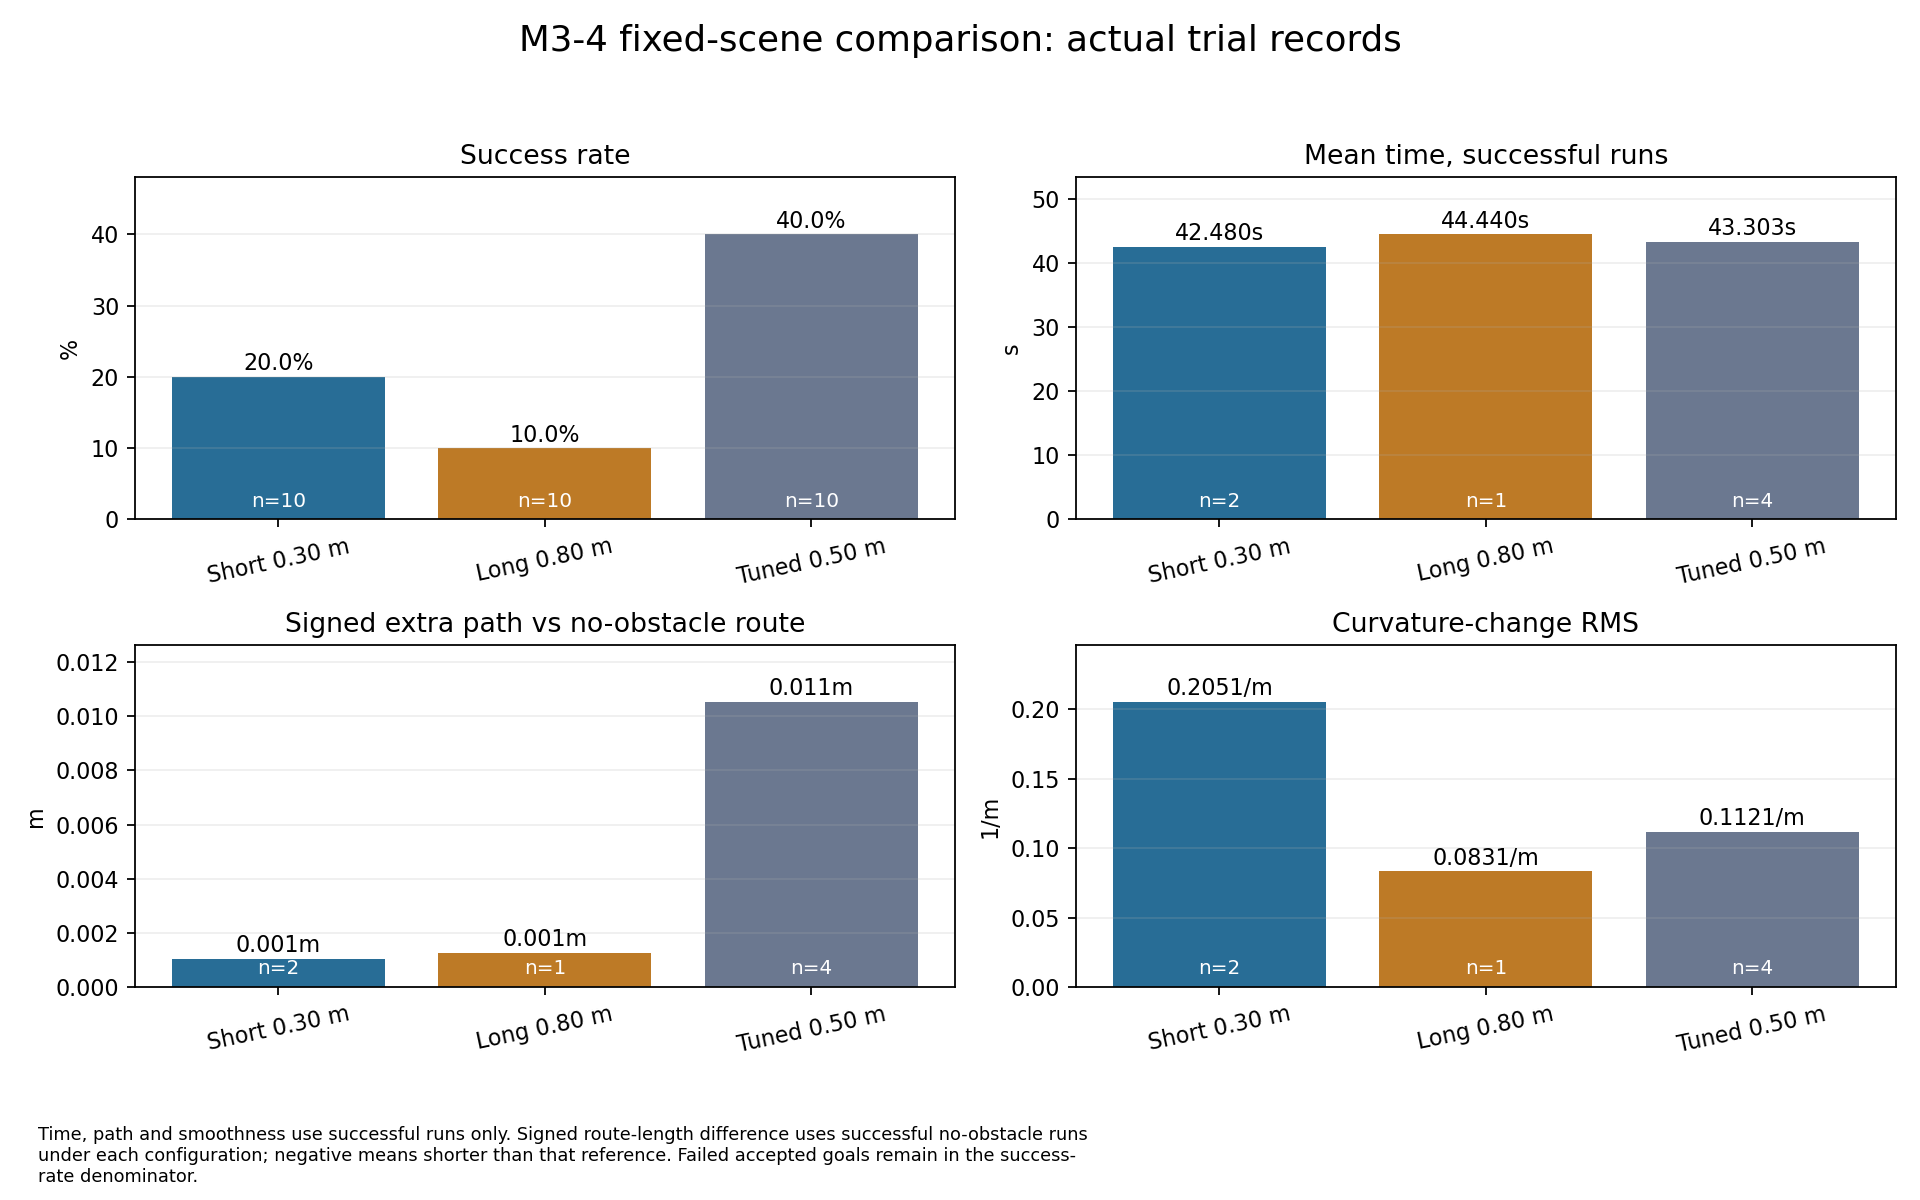 M3-4 fixed-scene comparison: actual trial records
Success rate
%
40
30
20
10
0
20.0%
10.0%
40.0%
n=10
n=10
n=10
Short 0.30 m
Long 0.80 m
Tuned 0.50 m
Mean time, successful runs
s
50
40
30
20
10
0
42.480s
44.440s
43.303s
n=2
n=1
n=4
Short 0.30 m
Long 0.80 m
Tuned 0.50 m
Signed extra path vs no-obstacle route
m
0.012
0.010
0.008
0.006
0.004
0.002
0.000
0.001m
0.001m
0.011m
n=2
n=1
n=4
Short 0.30 m
Long 0.80 m
Tuned 0.50 m
Curvature-change RMS
1/m
0.20
0.15
0.10
0.05
0.00
0.2051/m
0.0831/m
0.1121/m
n=2
n=1
n=4
Short 0.30 m
Long 0.80 m
Tuned 0.50 m
Time, path and smoothness use successful runs only. Signed route-length difference uses successful no-obstacle runs
under each configuration; negative means shorter than that reference. Failed accepted goals remain in the success-
rate denominator.